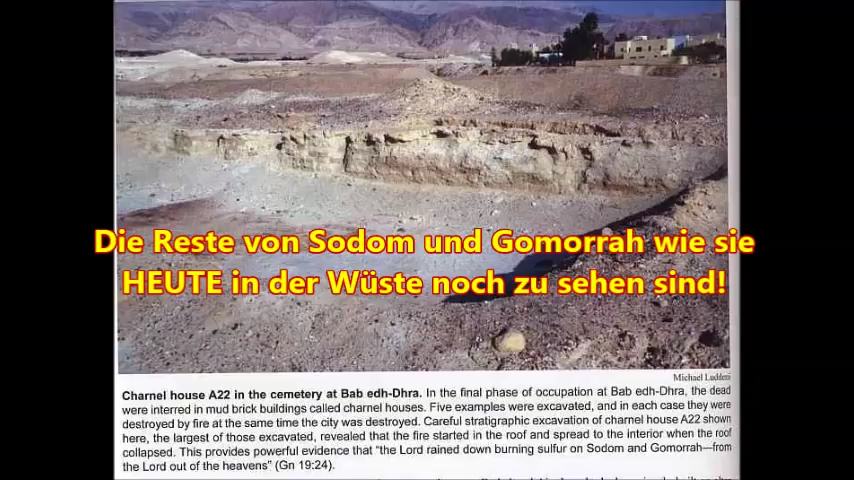 Die Reste von Sodom und Gomorrah wie sie
HEUTE in der Wüste noch zu sehen sind!
Michael Luddeni
Charnel house A22 in the cemetery at Bab edh-Dhra. In the final phase of occupation at Bab edh-Dhra, the dead
were interred in mud brick buildings called charnel houses. Five examples were excavated, and in each case they were
destroyed by fire at the same time the city was destroyed. Careful stratigraphic excavation of charnel house A22 shown
here, the largest of those excavated, revealed that the fire started in the roof and spread to the interior when the roof
collapsed. This provides powerful evidence that “the Lord rained down burning sulfur on Sodom and Gomorrah—from
the Lord out of the heavens” (Gn 19:24).